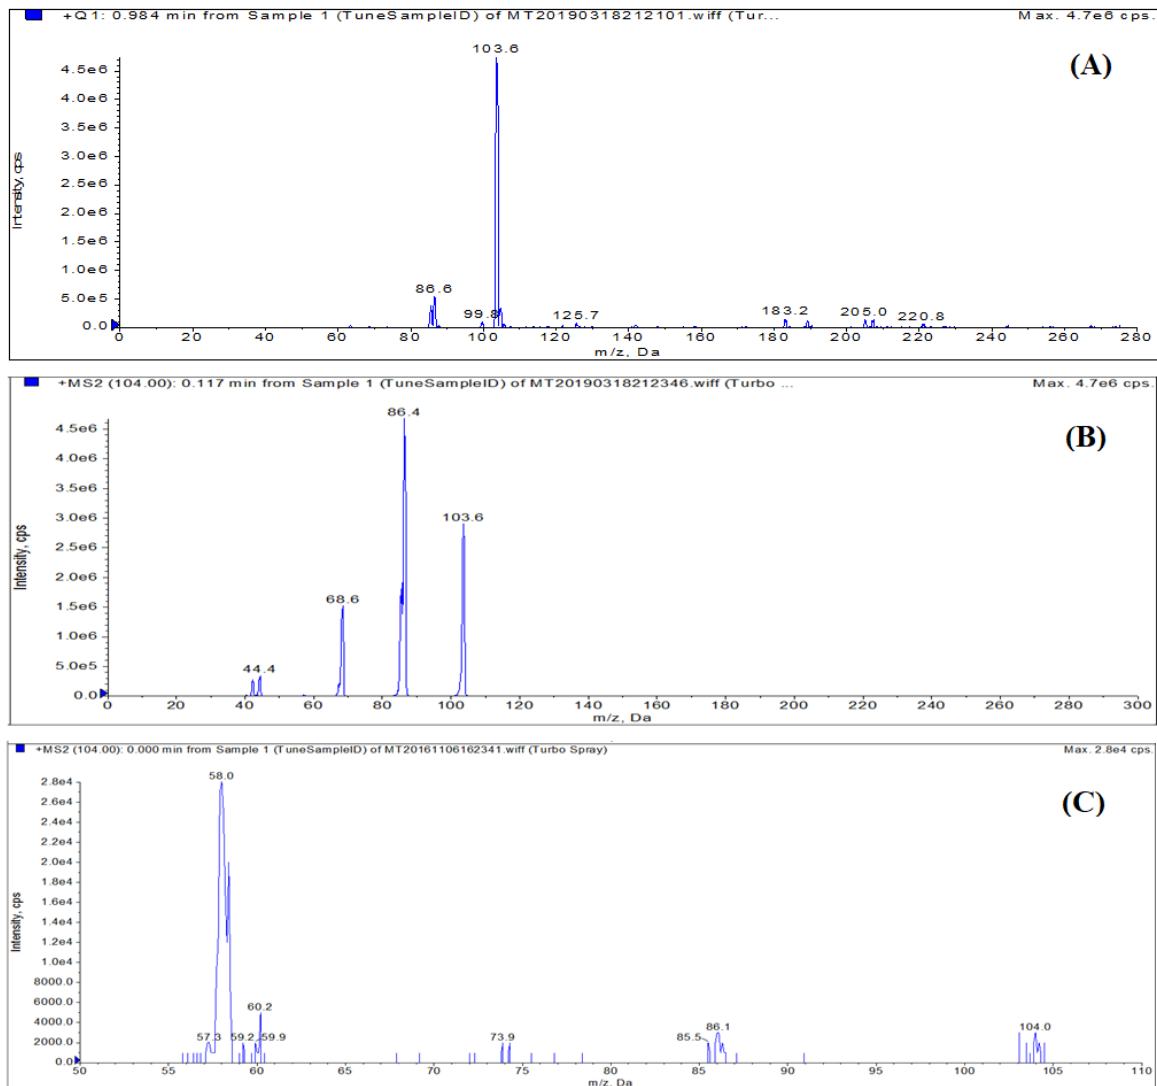 +Q1: 0.984 min from Sample 1 (TuneSampleID) of MT20190318212101.wiff (Tur... Max. 4.7e6 cps.
(A)
Intensity, cps
4.5e6
4.0e6
3.5e6
3.0e6
2.5e6
2.0e6
1.5e6
1.0e6
5.0e5
0.0
103.6
86.6
99.8
125.7
183.2
205.0
220.8
0 20 40 60 80 100 120 140 160 180 200 220 240 260 280
m/z, Da
+MS2 (104.00): 0.117 min from Sample 1 (TuneSampleID) of MT20190318212346.wiff (Turbo ... Max. 4.7e6 cps.
(B)
Intensity, cps
4.5e6
4.0e6
3.5e6
3.0e6
2.5e6
2.0e6
1.5e6
1.0e6
5.0e5
0.0
86.4
103.6
68.6
44.4
0 20 40 60 80 100 120 140 160 180 200 220 240 260 280 300
m/z, Da
+MS2 (104.00): 0.000 min from Sample 1 (TuneSampleID) of MT20161106162341.wiff (Turbo Spray) Max. 2.8e4 cps.
(C)
Intensity, cps
2.8e4
2.6e4
2.4e4
2.2e4
2.0e4
1.8e4
1.6e4
1.4e4
1.2e4
1.0e4
8000.0
6000.0
4000.0
2000.0
0.0
58.0
60.2
57.3
59.2
59.9
73.9
85.5
86.1
104.0
50 55 60 65 70 75 80 85 90 95 100 105 110
m/z, Da